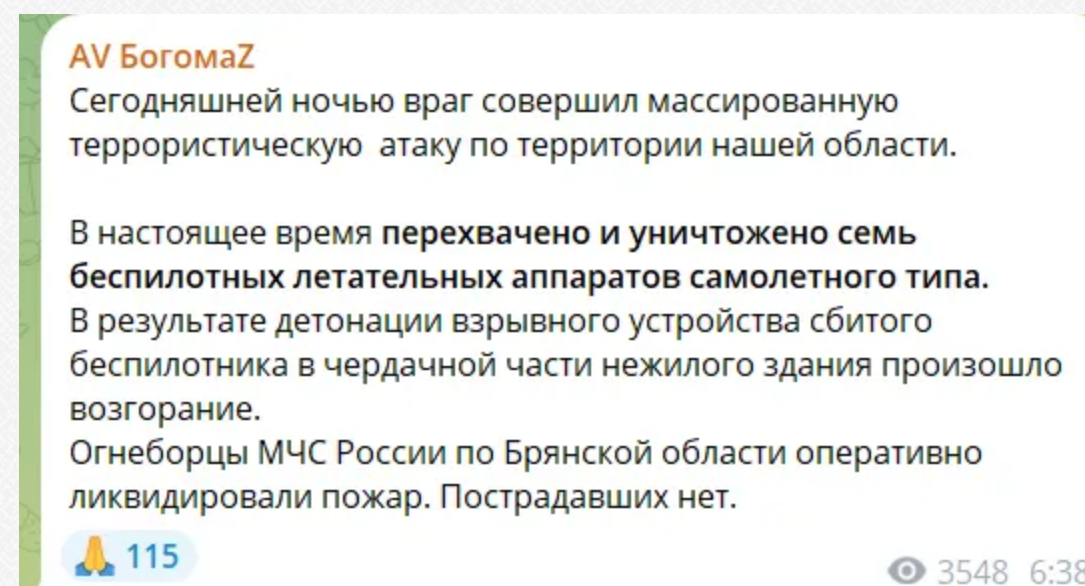 AV БогомаZ
Сегодняшней ночью враг совершил массированную
террористическую  атаку по территории нашей области.
В настоящее время перехвачено и уничтожено семь
беспилотных летательных аппаратов самолетного типа.
В результате детонации взрывного устройства сбитого
беспилотника в чердачной части нежилого здания произошло
возгорание.
Огнеборцы МЧС России по Брянской области оперативно
ликвидировали пожар. Пострадавших нет.
🙏 115
3548 6:38